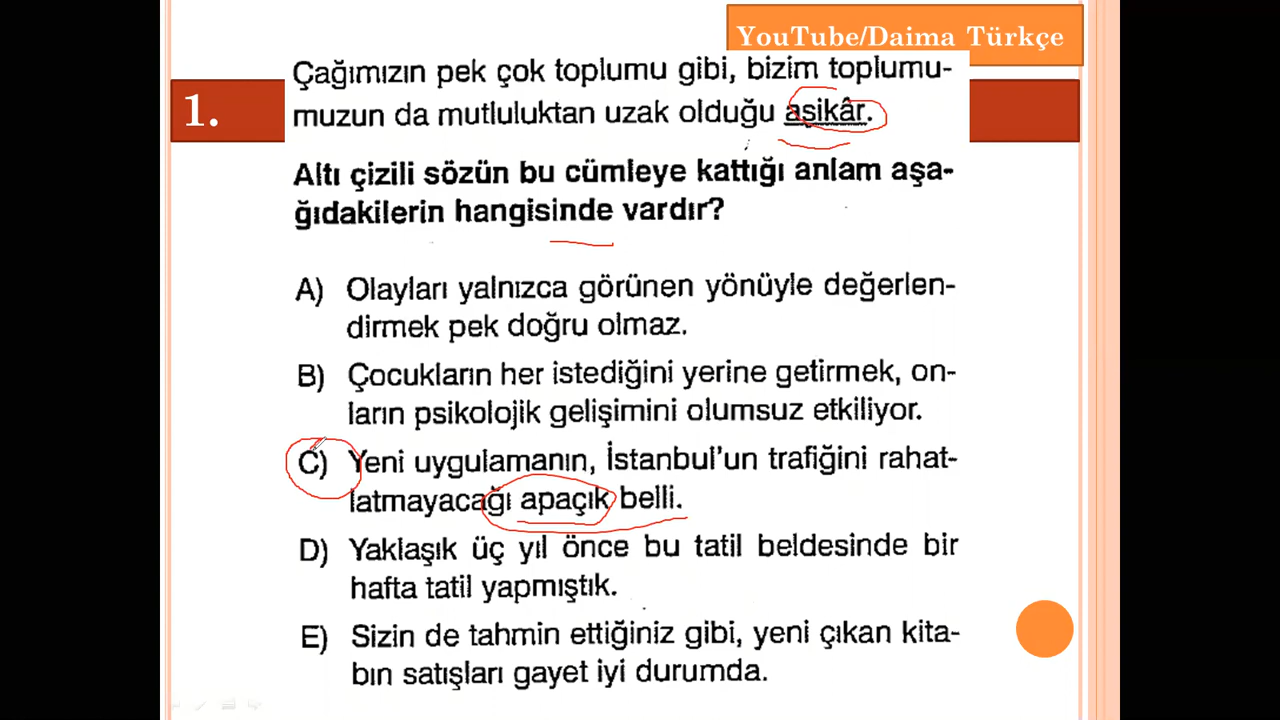 YouTube/Daima Türkçe
1.
Çağımızın pek çok toplumu gibi, bizim toplumu-
muzun da mutluluktan uzak olduğu aşikâr.
Altı çizili sözün bu cümleye kattığı anlam aşa-
ğıdakilerin hangisinde vardır?
A) Olayları yalnızca görünen yönüyle değerlen-
dirmek pek doğru olmaz.
B) Çocukların her istediğini yerine getirmek, on-
ların psikolojik gelişimini olumsuz etkiliyor.
C) Yeni uygulamanın, İstanbul'un trafiğini rahat-
latmayacağı apaçık belli.
D) Yaklaşık üç yıl önce bu tatil beldesinde bir
hafta tatil yapmıştık.
E) Sizin de tahmin ettiğiniz gibi, yeni çıkan kita-
bın satışları gayet iyi durumda.